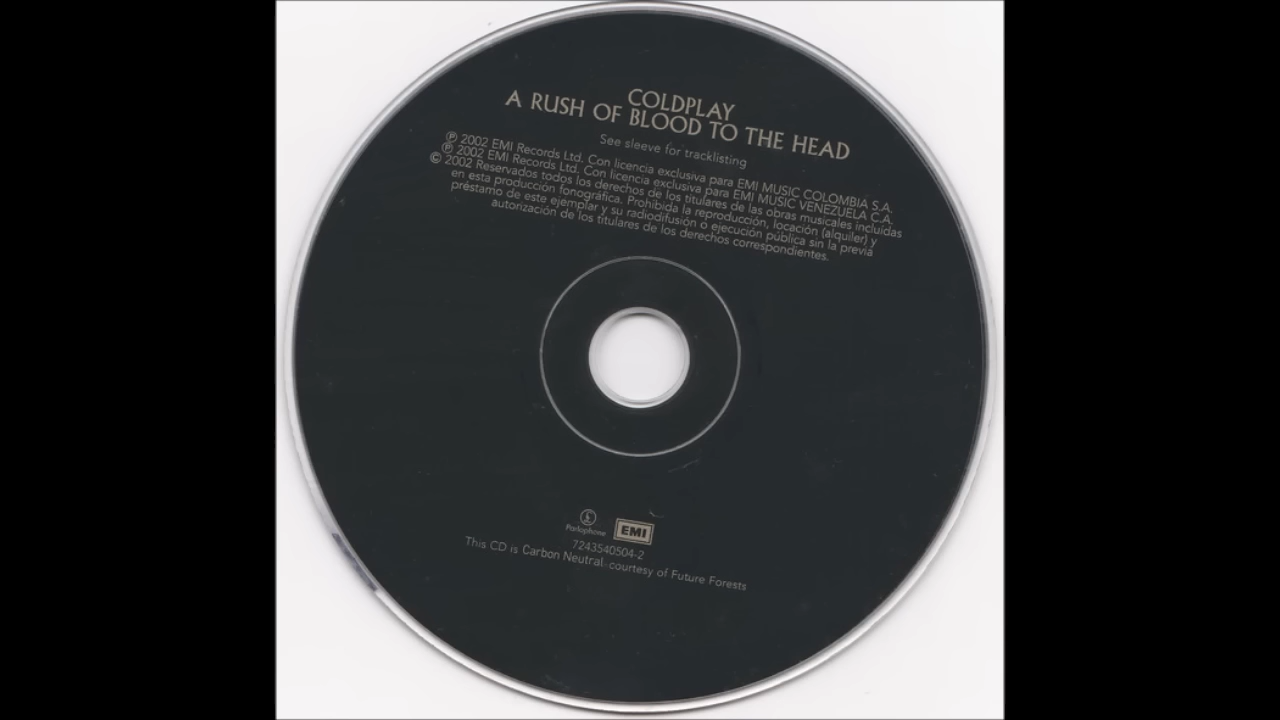 COLDPLAY
A RUSH OF BLOOD TO THE HEAD
See sleeve for tracklisting
℗ 2002 EMI Records Ltd. Con licencia exclusiva para EMI MUSIC COLOMBIA S.A.
℗ 2002 EMI Records Ltd. Con licencia exclusiva para EMI MUSIC VENEZUELA C.A.
© 2002 Reservados todos los derechos de los titulares de las obras musicales incluidas
en esta producción fonográfica. Prohibida la reproducción, locación (alquiler) y
préstamo de este ejemplar y su radiodifusión o ejecución pública sin la previa
autorización de los titulares de los derechos correspondientes.
Parlophone
EMI
7243540504-2
This CD is Carbon Neutral courtesy of Future Forests